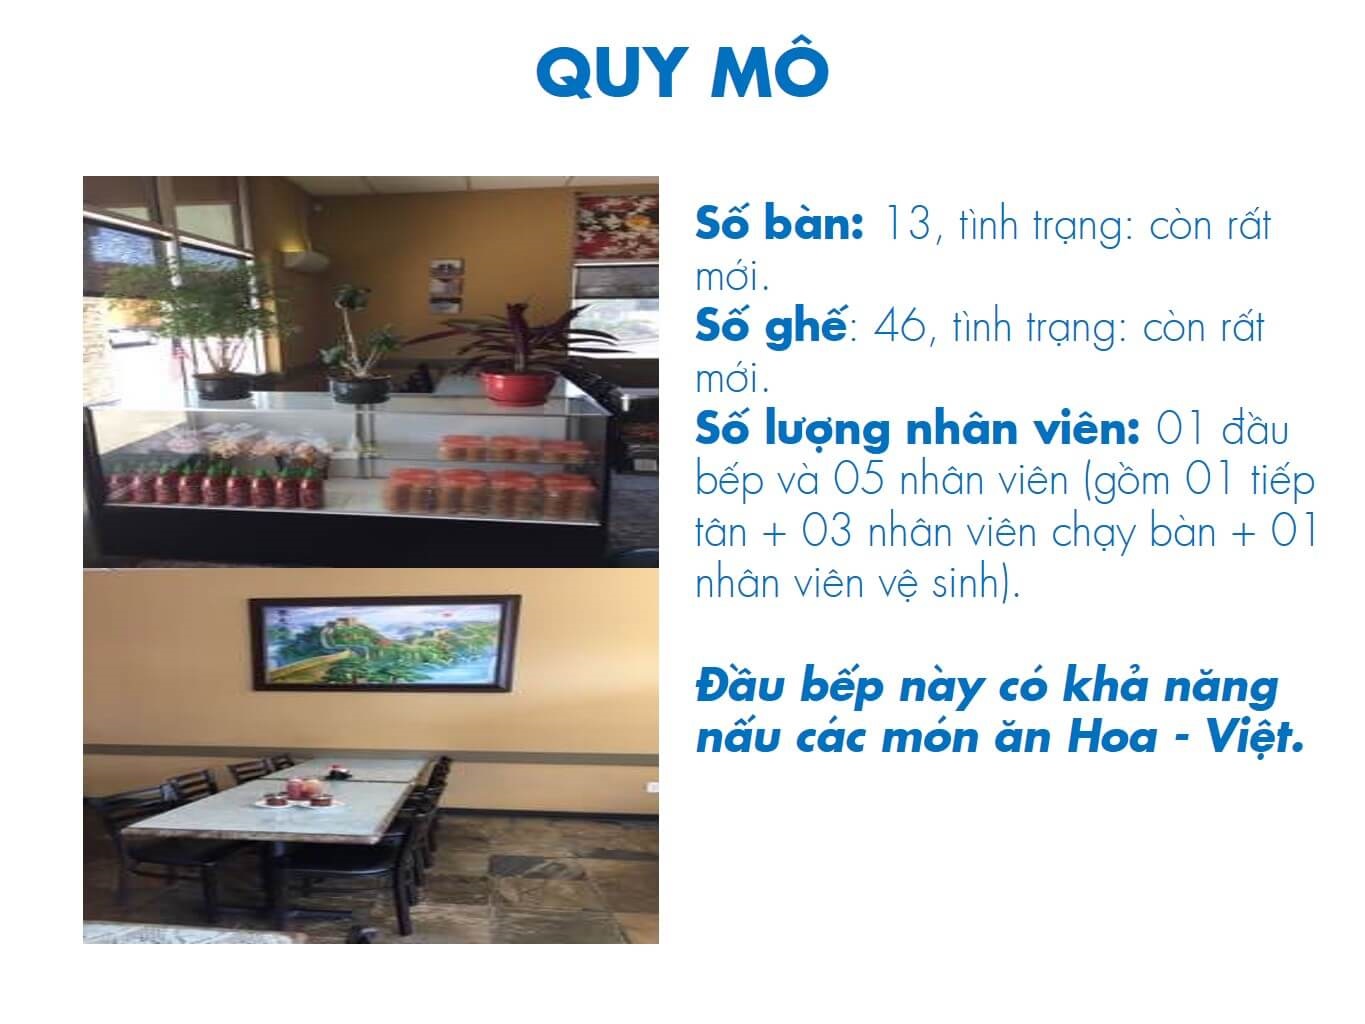 QUY MÔ
Số bàn: 13, tình trạng: còn rất
mới.
Số ghế: 46, tình trạng: còn rất
mới.
Số lượng nhân viên: 01 đầu
bếp và 05 nhân viên (gồm 01 tiếp
tân + 03 nhân viên chạy bàn + 01
nhân viên vệ sinh).
Đầu bếp này có khả năng
nấu các món ăn Hoa - Việt.